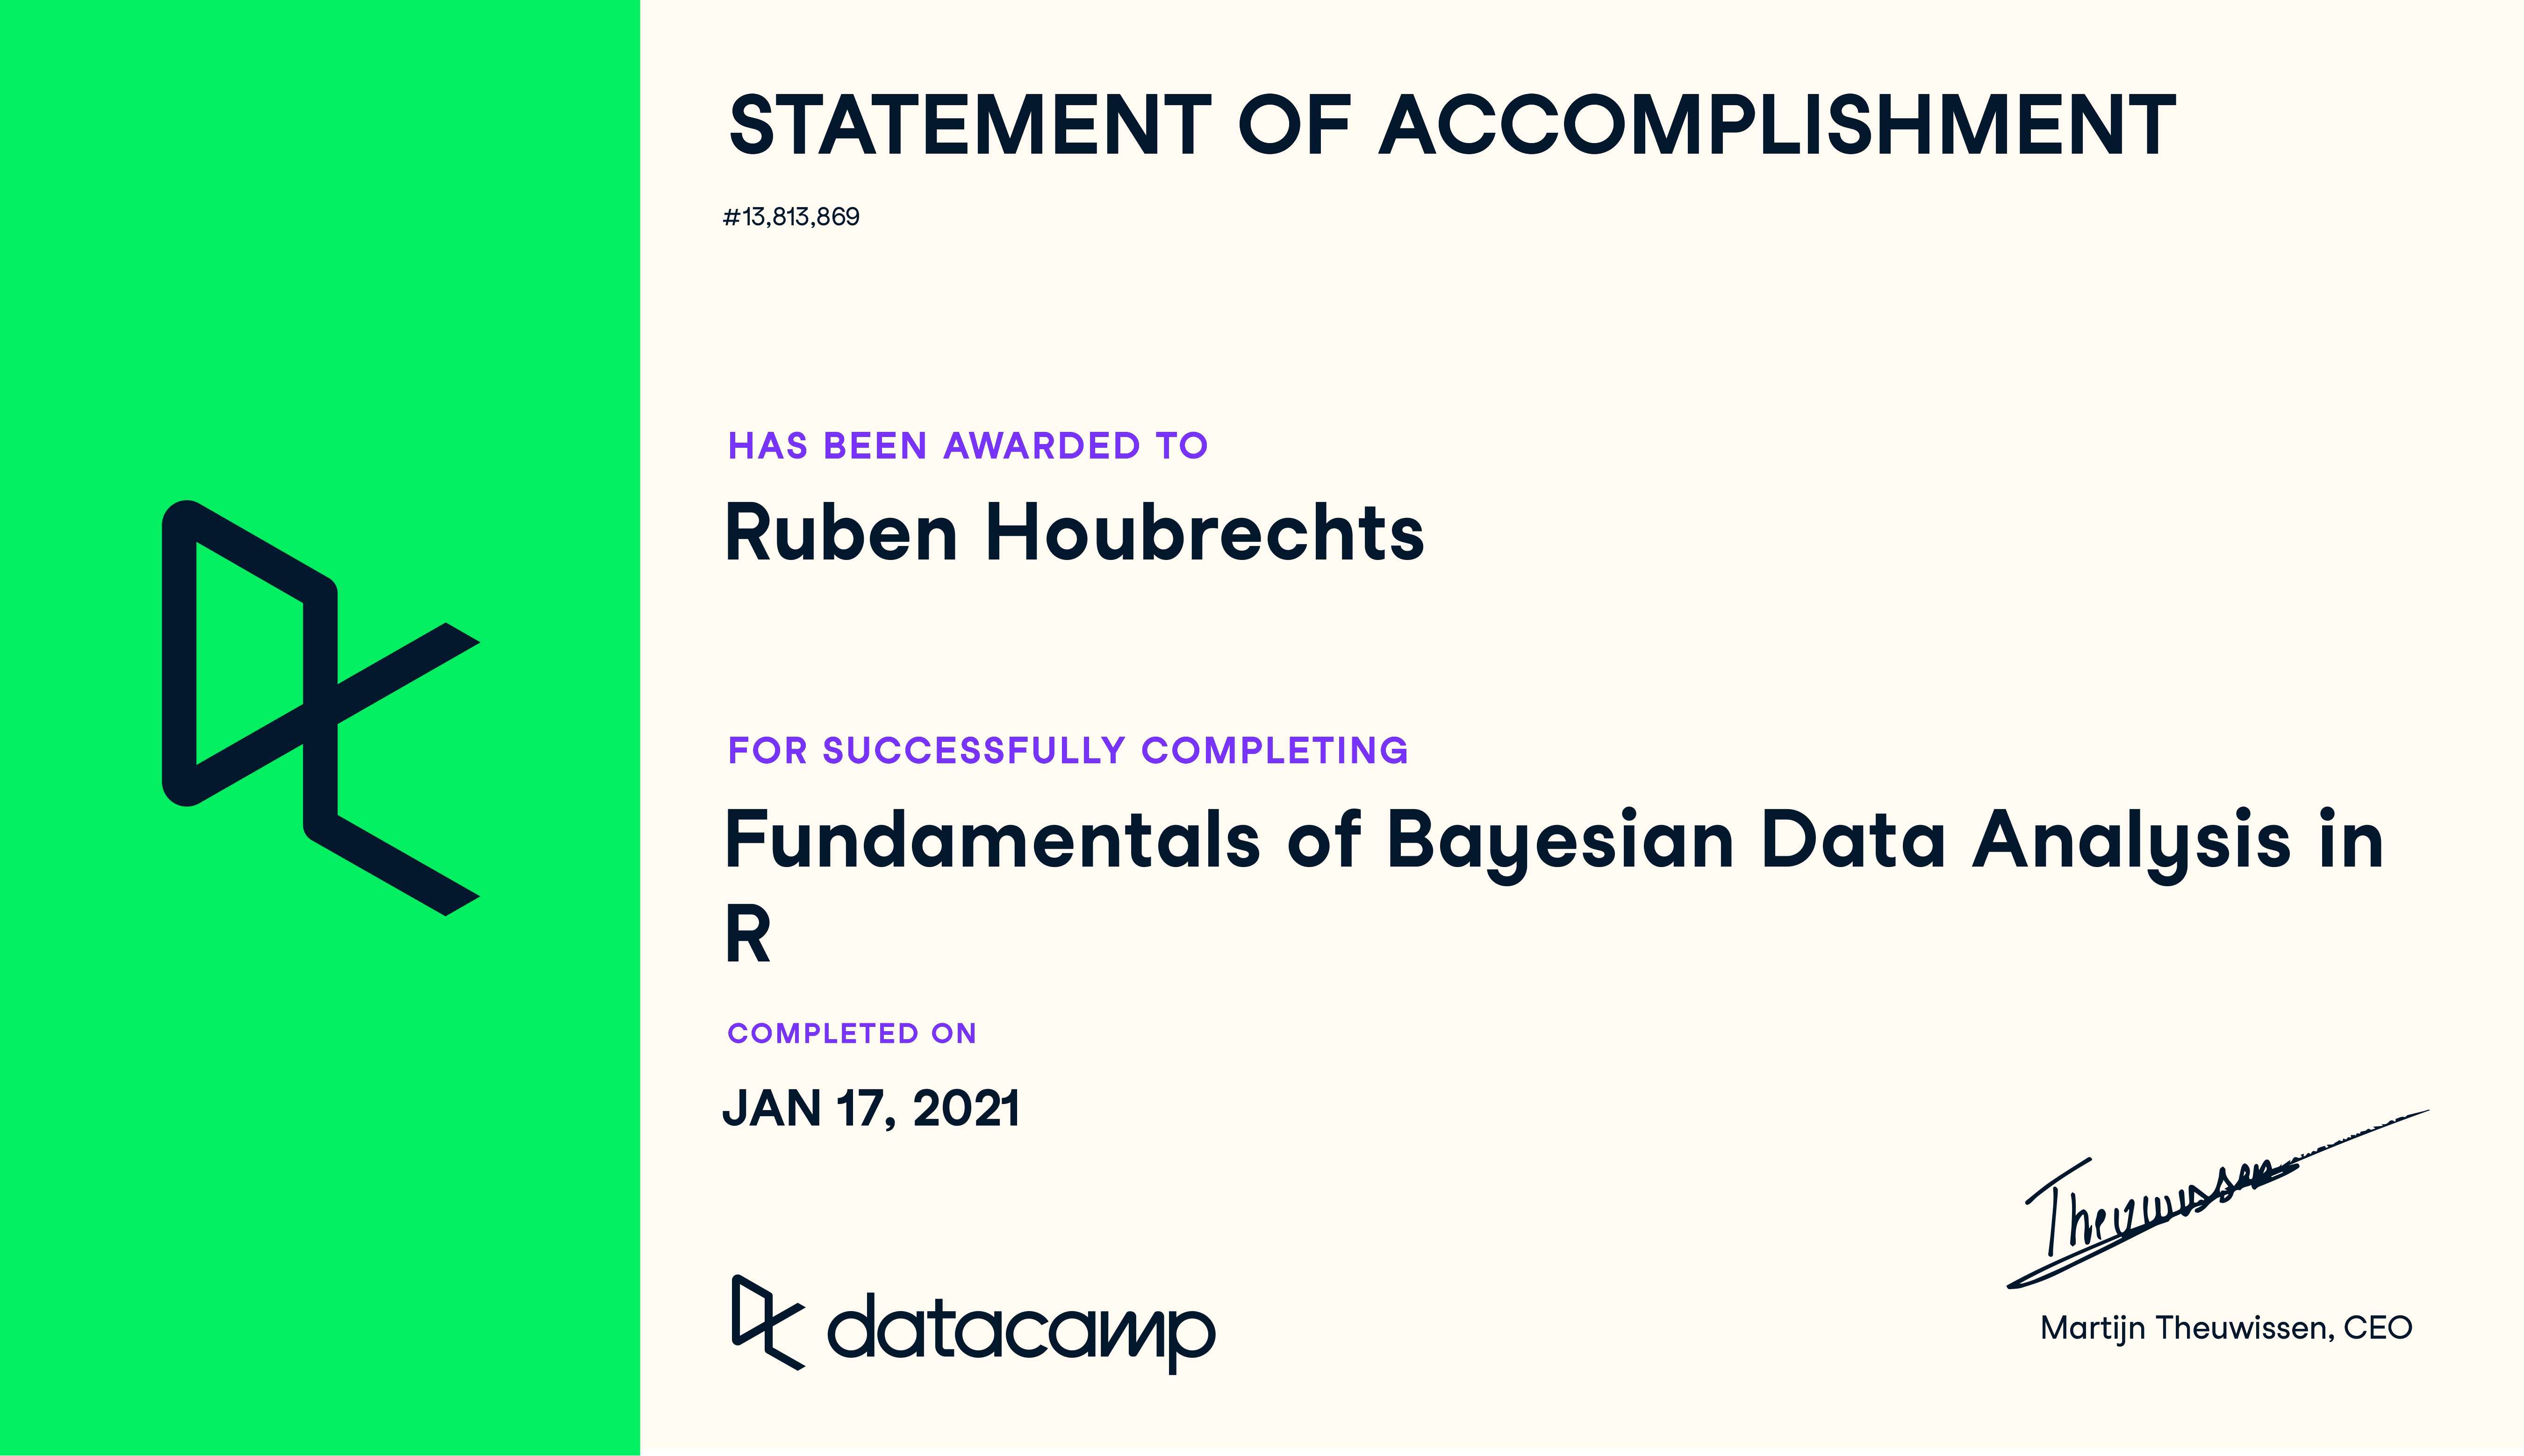 STATEMENT OF ACCOMPLISHMENT
#13,813,869
HAS BEEN AWARDED TO
Ruben Houbrechts
FOR SUCCESSFULLY COMPLETING
Fundamentals of Bayesian Data Analysis in
R
COMPLETED ON
JAN 17, 2021
Theuwissen
datacamp
Martijn Theuwissen, CEO